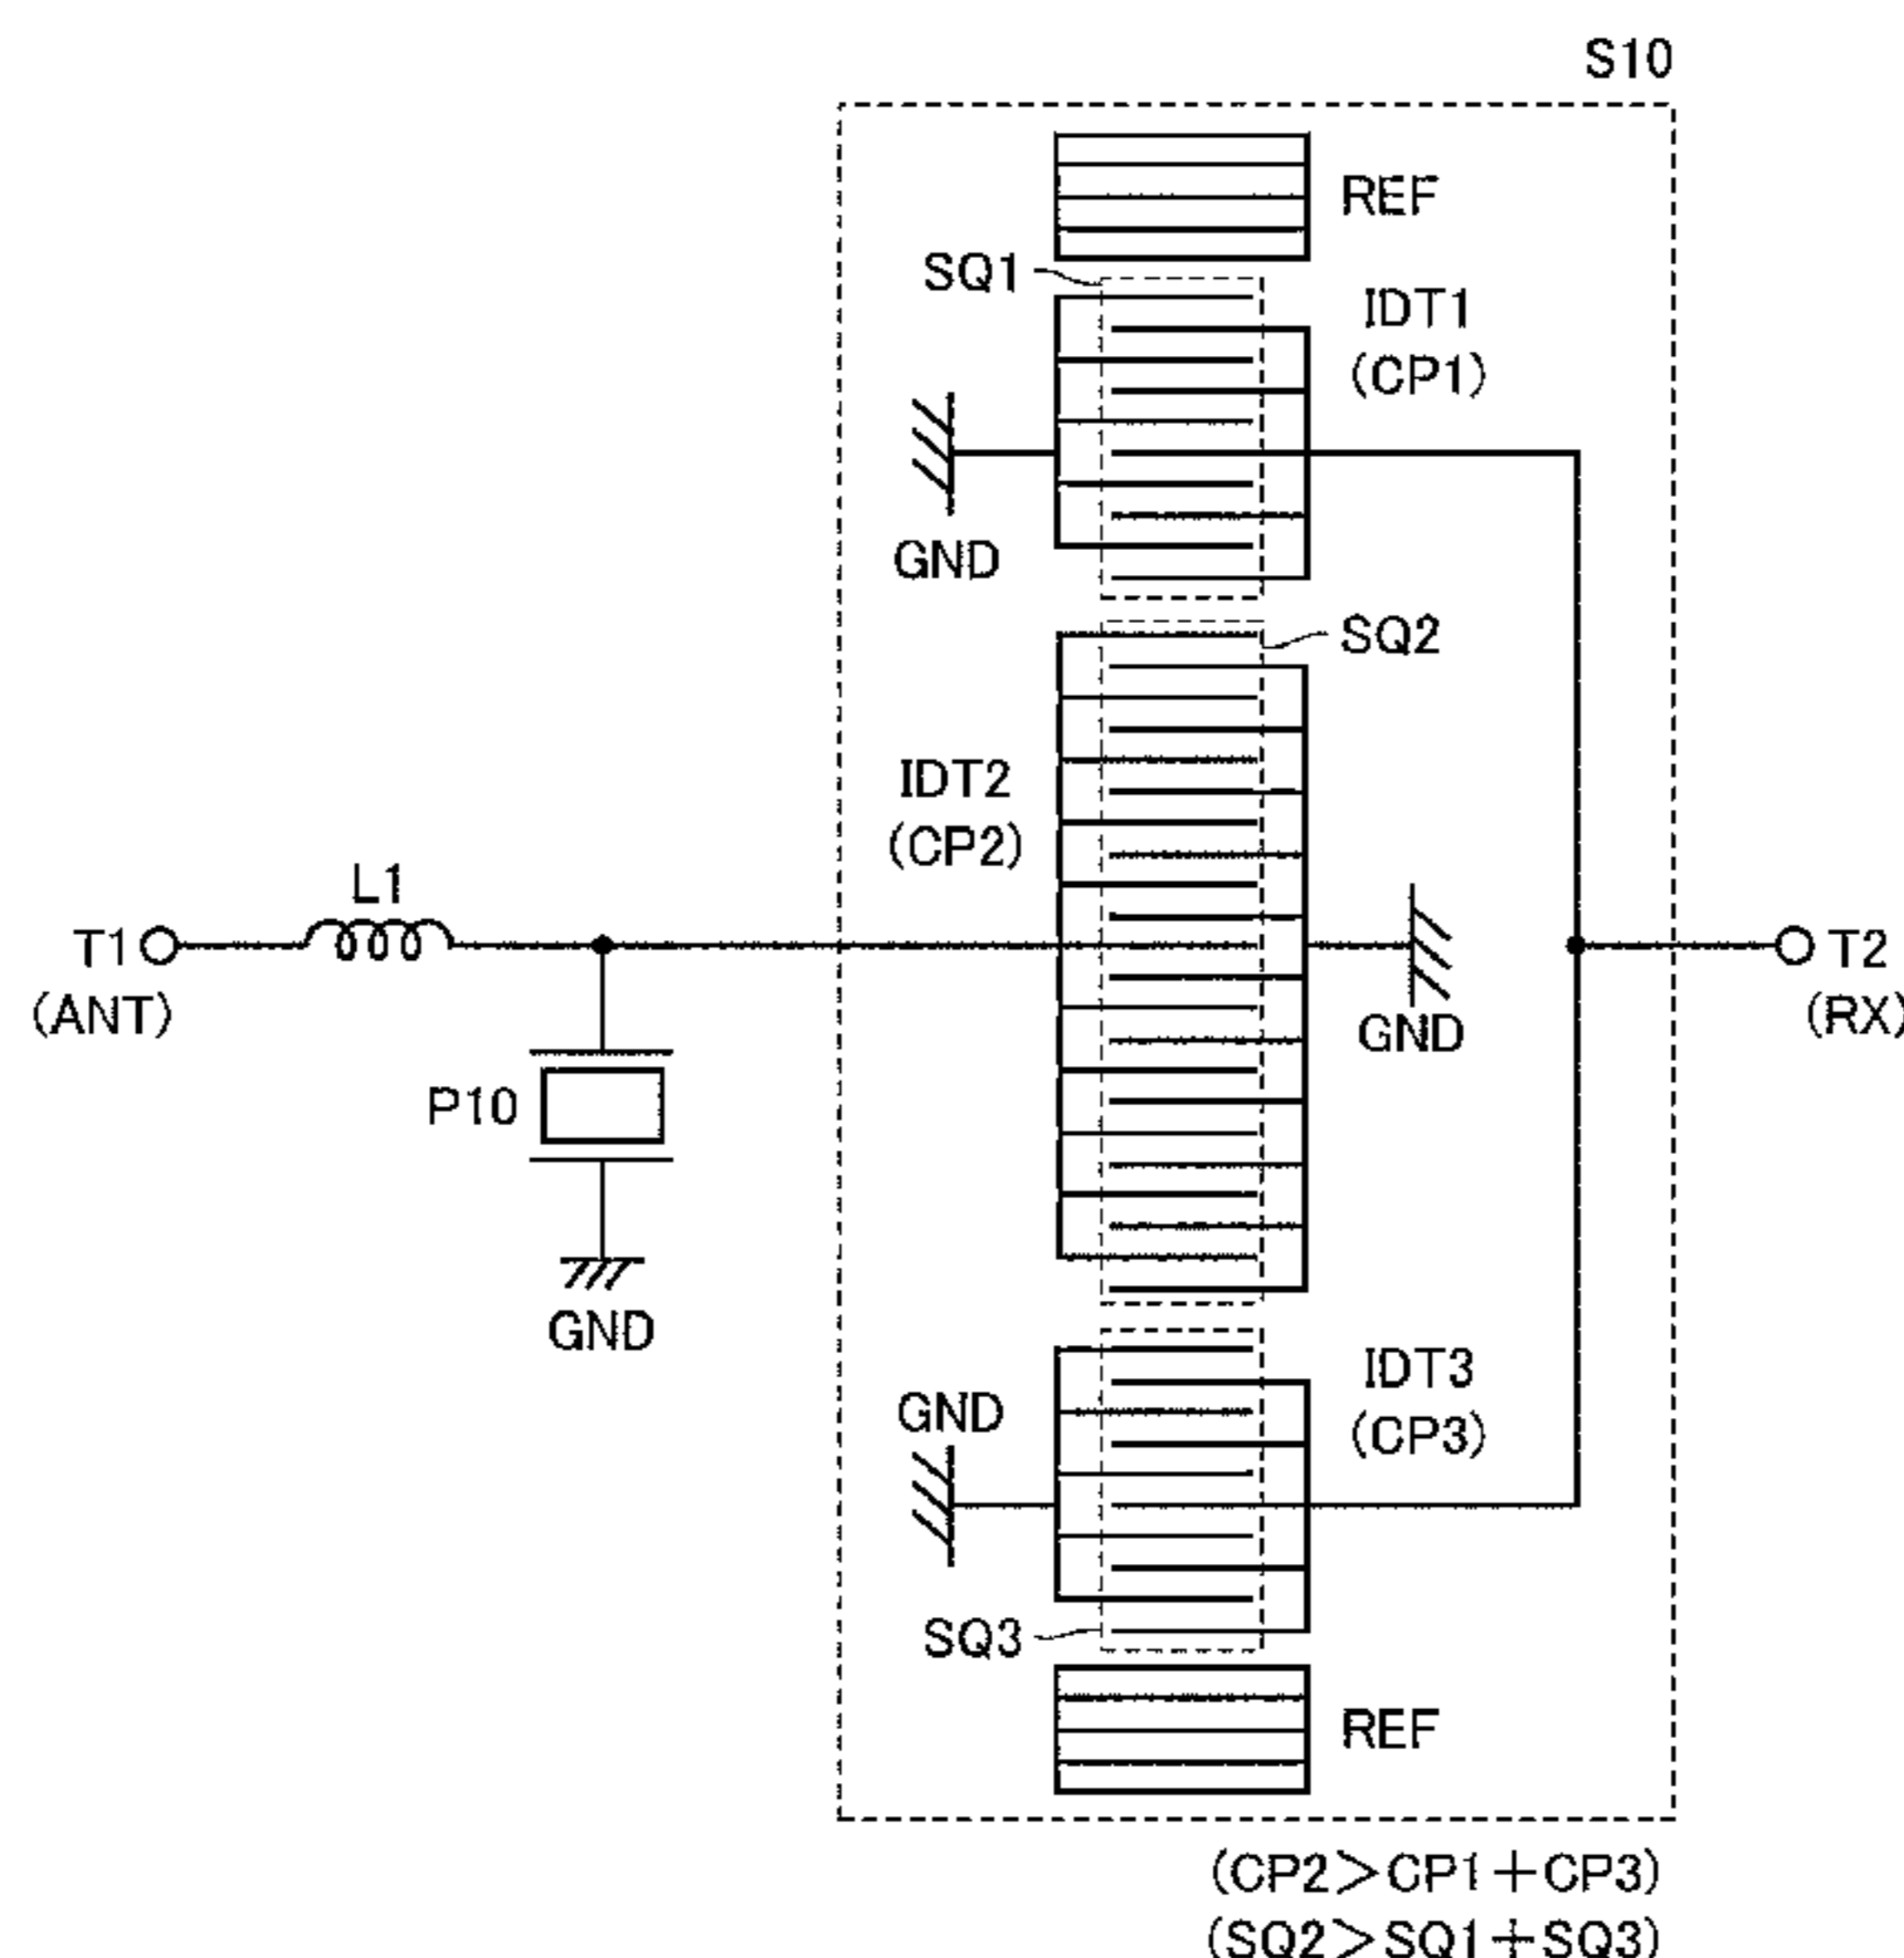 S10
REF
SQ1
IDT1
(CP1)
GND
SQ2
IDT2
(CP2)
L1
T1
(ANT)
T2
(RX)
GND
P10
GND
IDT3
(CP3)
GND
SQ3
REF
(CP2>CP1+CP3)
(SQ2>SQ1+SQ3)